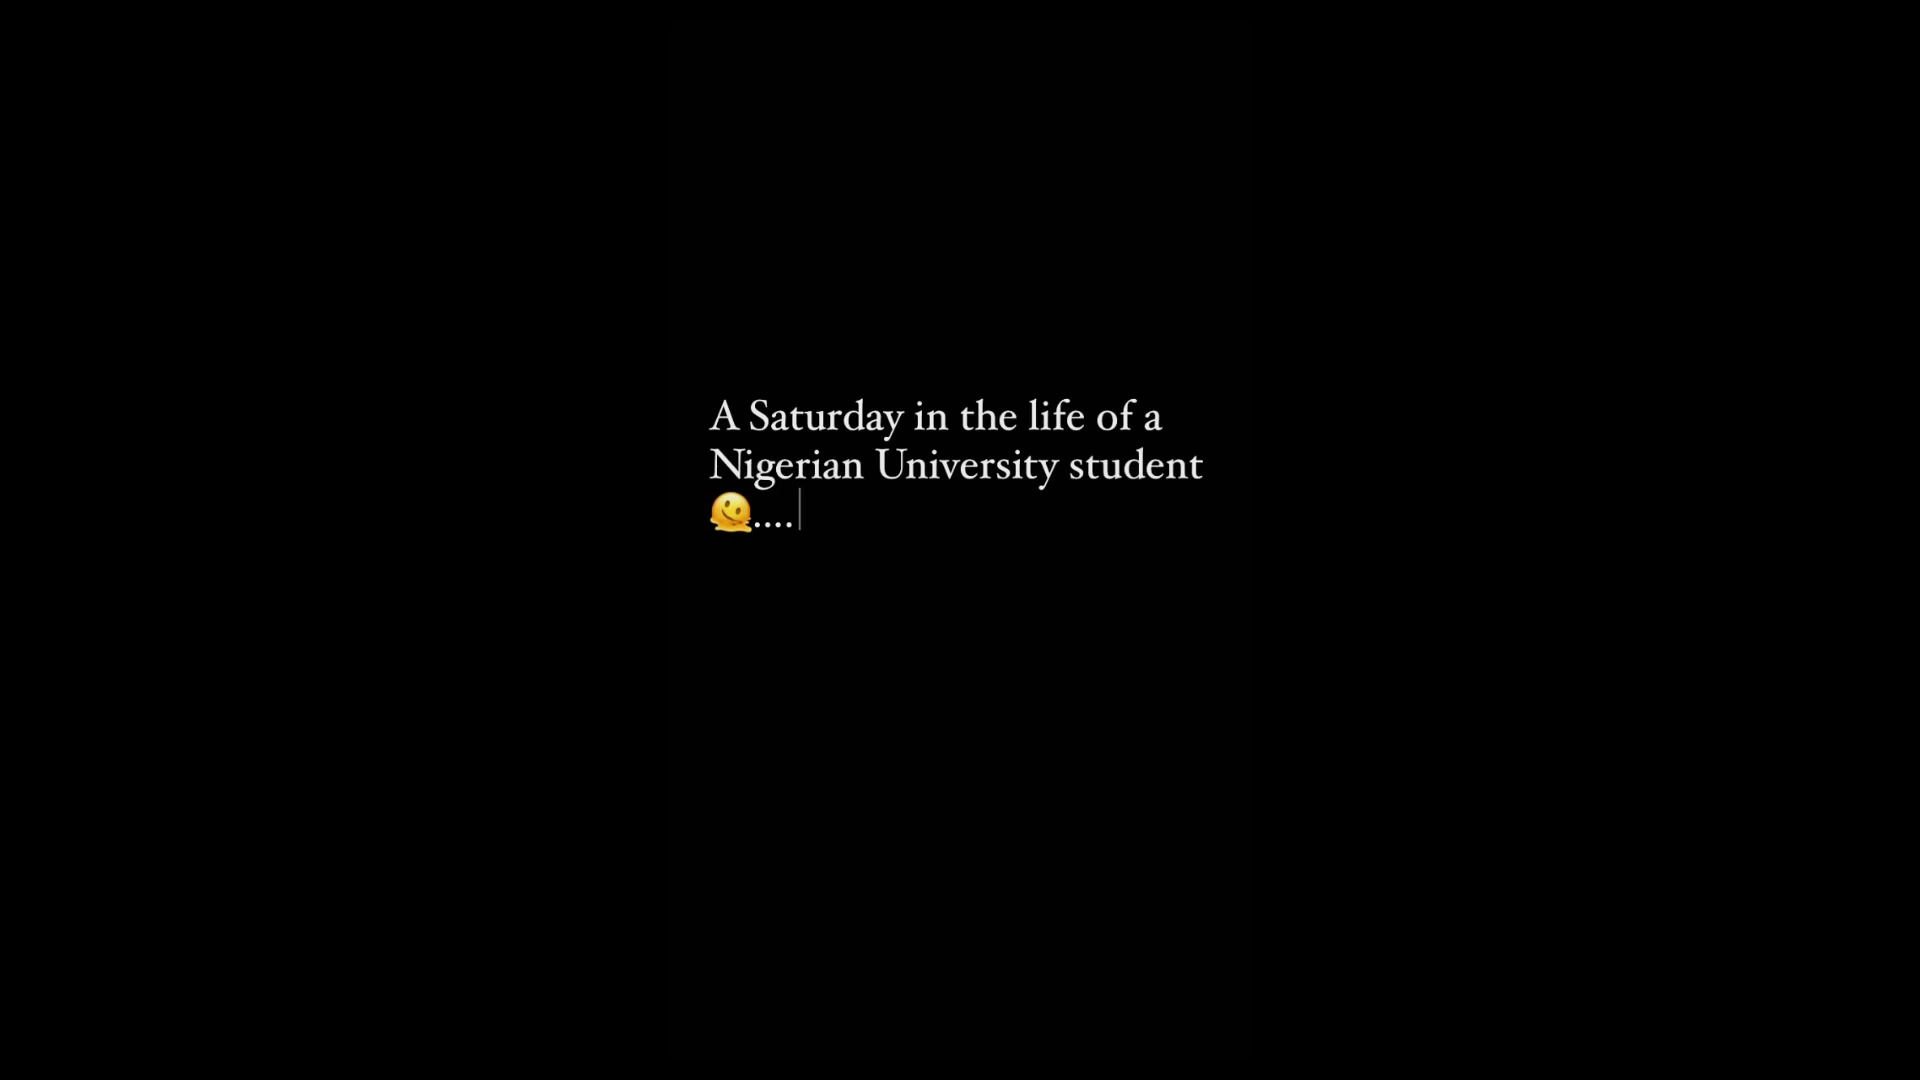 A Saturday in the life of a
Nigerian University student
🫠....